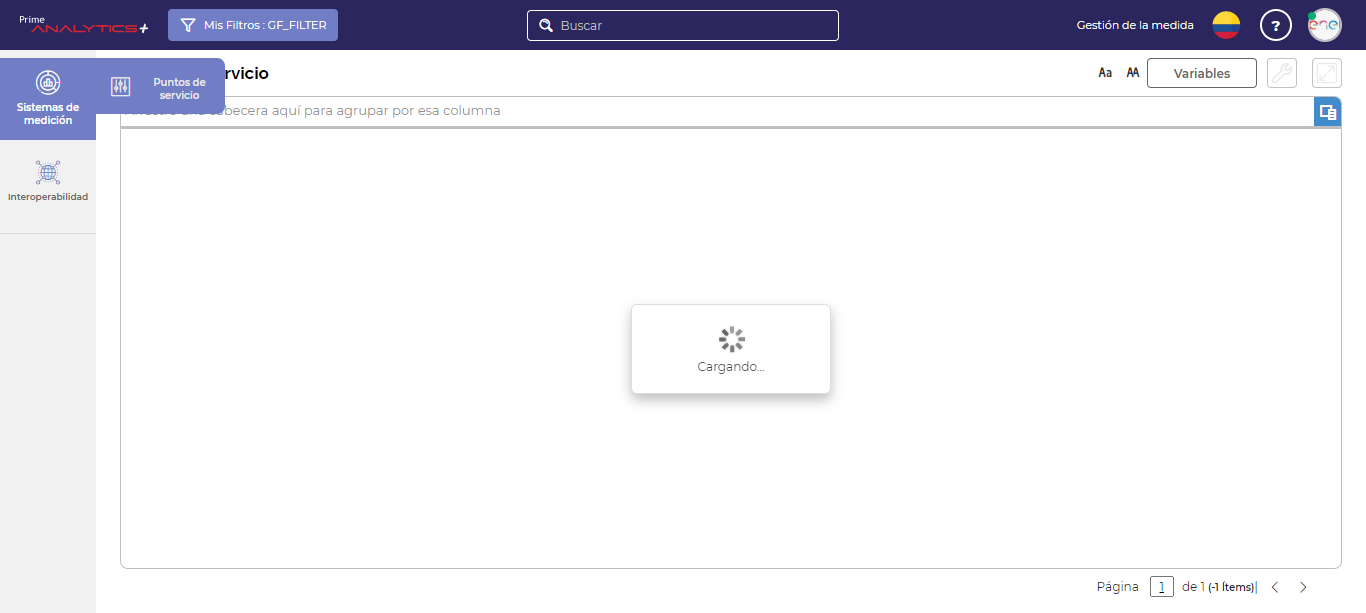 Prime
ANALYTICS+
Mis Filtros : GF_FILTER
Buscar
Gestión de la medida
?
ene
Sistemas de
medición
Puntos de
servicio
rvicio
Aa
AA
Variables
cabecera aquí para agrupar por esa columna
Interoperabilidad
Cargando...
Página 1 de 1 (-1 Ítems)